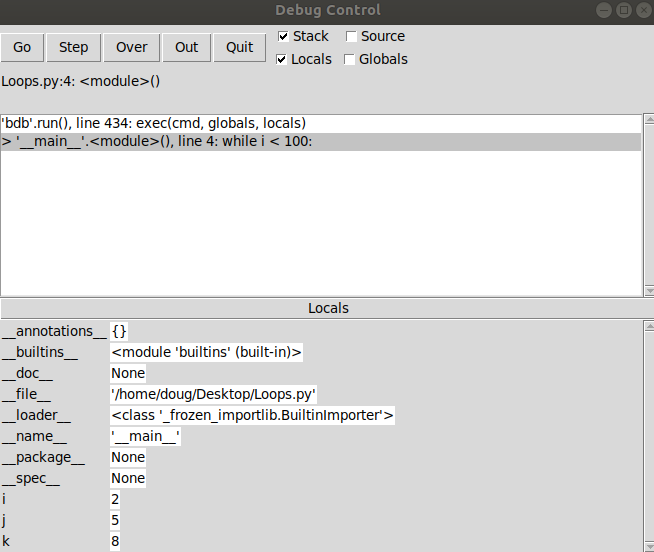 Debug Control
Go Step Over Out Quit Stack Source
Locals Globals
Loops.py:4: <module>()
'bdb'.run(), line 434: exec(cmd, globals, locals)
> '__main__'.<module>(), line 4: while i < 100:
Locals
__annotations__ {}
__builtins__ <module 'builtins' (built-in)>
__doc__ None
__file__ '/home/doug/Desktop/Loops.py'
__loader__ <class '_frozen_importlib.BuiltinImporter'>
__name__ '__main__'
__package__ None
__spec__ None
i 2
j 5
k 8